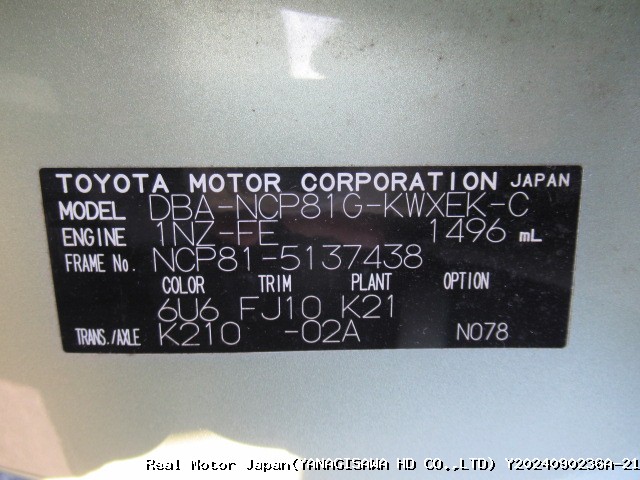 TOYOTA MOTOR CORPORATION JAPAN
MODEL DBA-NCP81G-KWXEK-C
ENGINE 1NZ-FE 1496 mL
FRAME No. NCP81-5137438
COLOR TRIM PLANT OPTION
6U6 FJ10 K21
TRANS./AXLE K210 -02A N078
Real Motor Japan(YANAGISAWA HD CO.,LTD) Y2024090236A-21